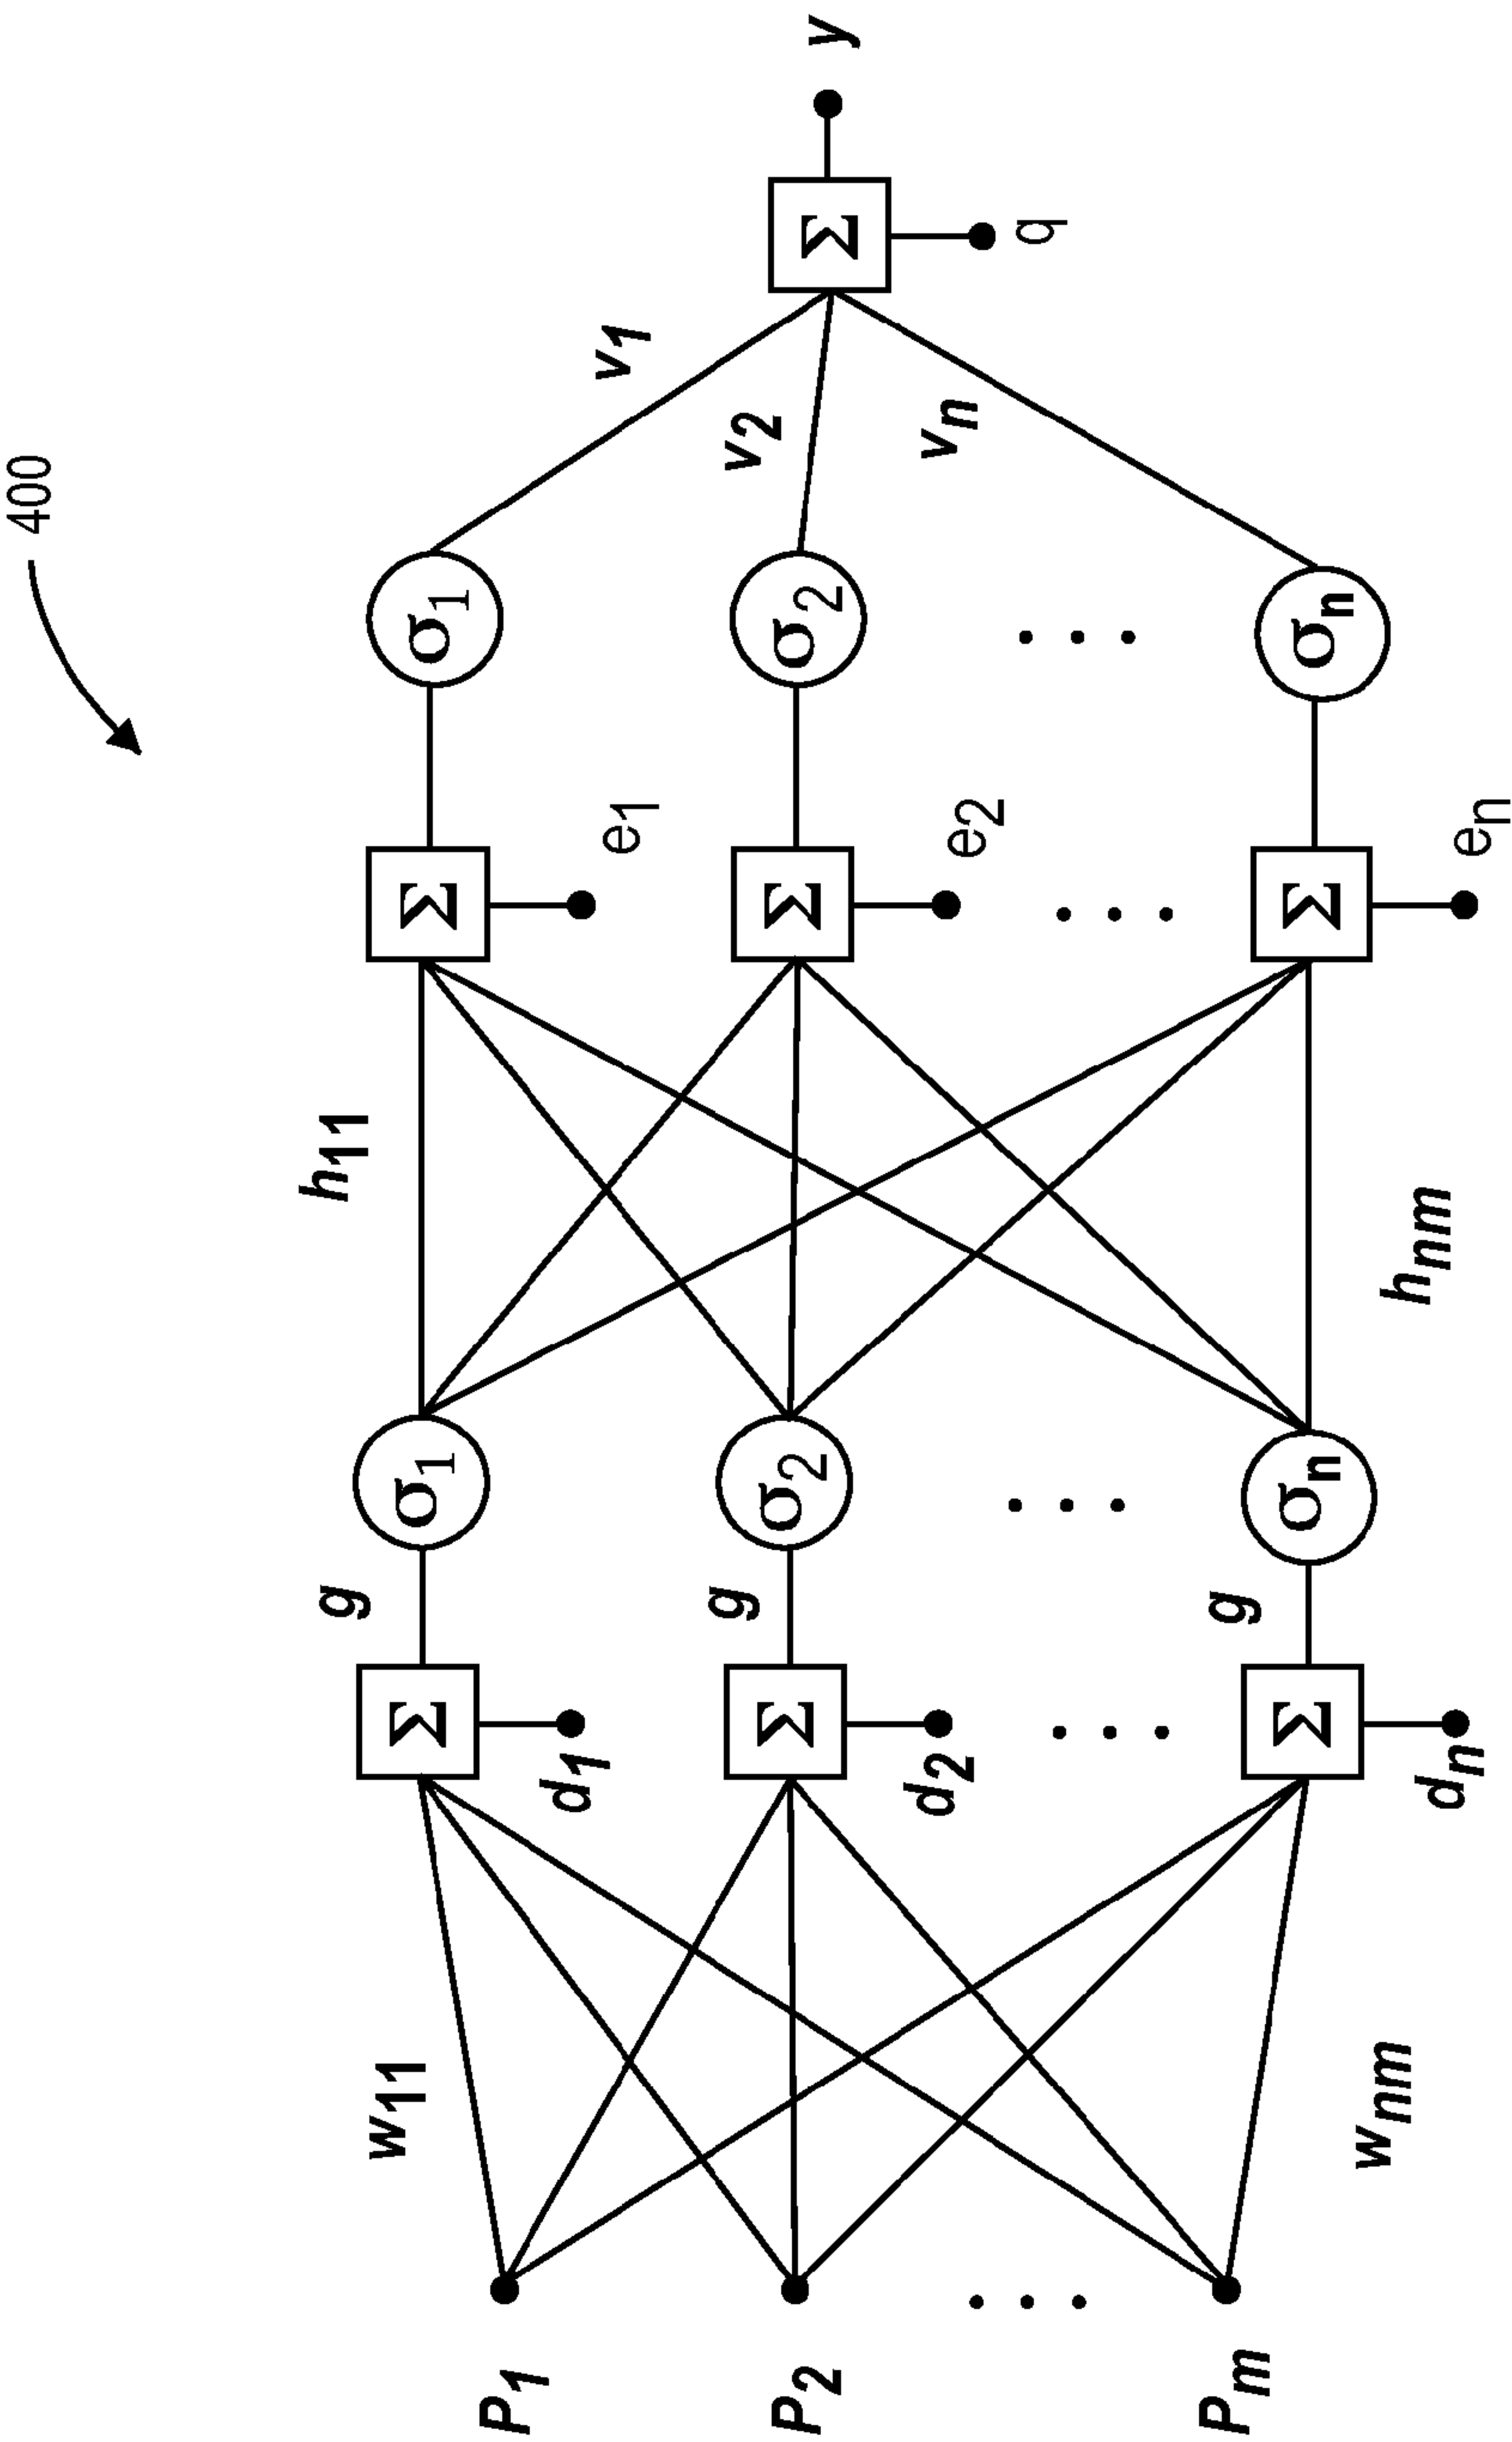 400
w11
g
h11
Σ
σ1
Σ
σ1
P1
d1
e1
v1
g
v2
P2
Σ
σ2
Σ
σ2
Σ
y
d2
e2
vn
q
. . .
. . .
. . .
. . .
. . .
g
Pm
Σ
σn
Σ
σn
wnm
dn
hnm
en